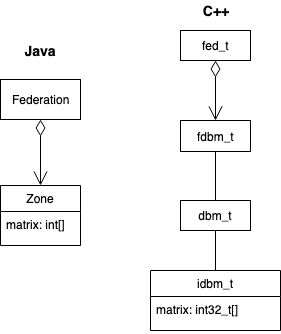 Java
Federation
Zone
matrix: int[]
C++
fed_t
fdbm_t
dbm_t
idbm_t
matrix: int32_t[]